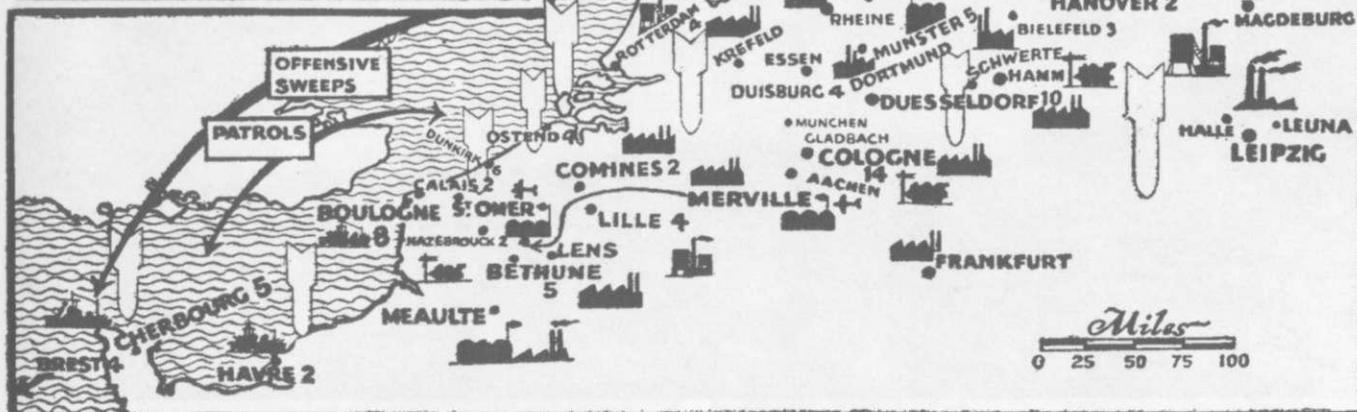 HANOVER 2
MAGDEBURG
ROTTERDAM
4
KREFELD
RHEINE
BIELEFELD 3
OFFENSIVE
SWEEPS
ESSEN
MUNSTER 5
DORTMUND
SCHWERTE
HAMM
DUISBURG 4
DUESSELDORF 10
PATROLS
DUNKIRK
6
OSTEND 4
MUNCHEN
GLADBACH
HALLE
LEUNA
LEIPZIG
COMINES 2
COLOGNE
14
AACHEN
CALAIS 2
BOULOGNE
8
ST OMER
MERVILLE
LILLE 4
HAZEBROUCK 2
LENS
BETHUNE
5
FRANKFURT
CHERBOURG 5
MEAULTE
Miles
0 25 50 75 100
BREST 4
HAVRE 2